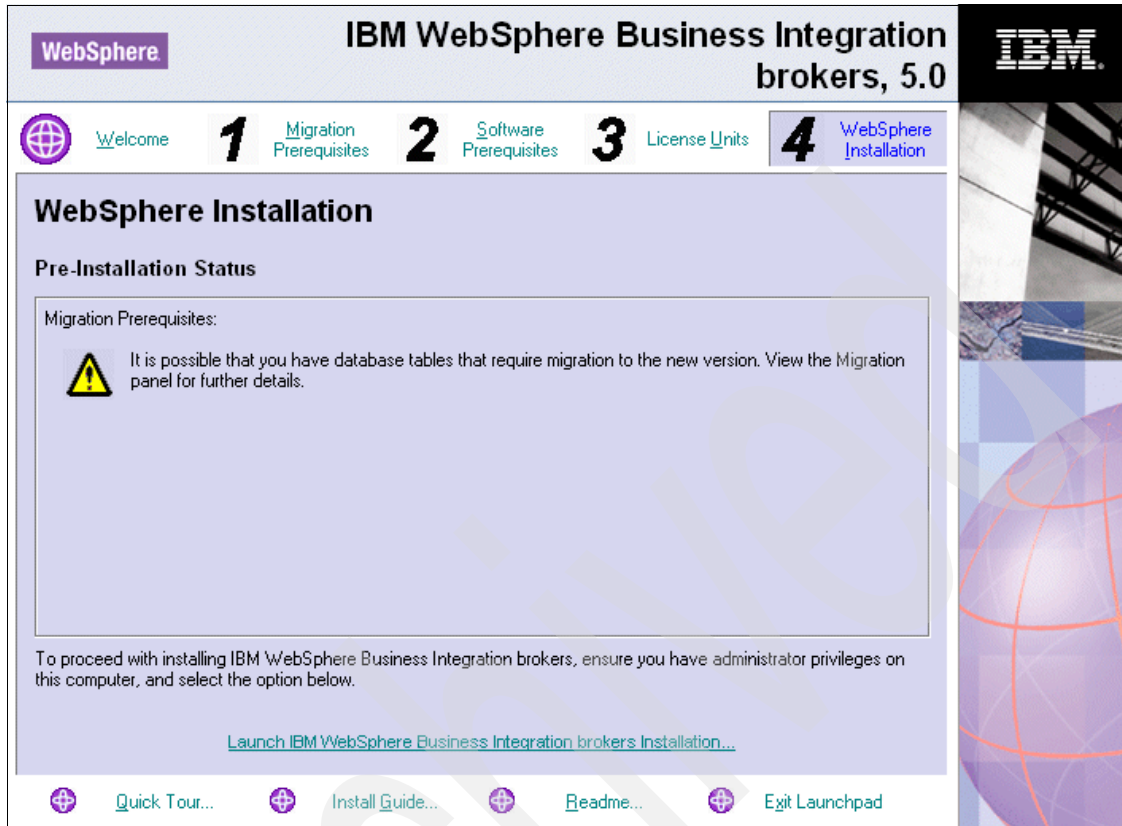 WebSphere.
IBM WebSphere Business Integration
brokers, 5.0
IBM.
Welcome
1
Migration
Prerequisites
2
Software
Prerequisites
3
License Units
4
WebSphere
Installation
WebSphere Installation
Pre-Installation Status
Migration Prerequisites:
It is possible that you have database tables that require migration to the new version. View the Migration
panel for further details.
To proceed with installing IBM WebSphere Business Integration brokers, ensure you have administrator privileges on
this computer, and select the option below.
Launch IBM WebSphere Business Integration brokers Installation...
Quick Tour...
Install Guide...
Readme...
Exit Launchpad